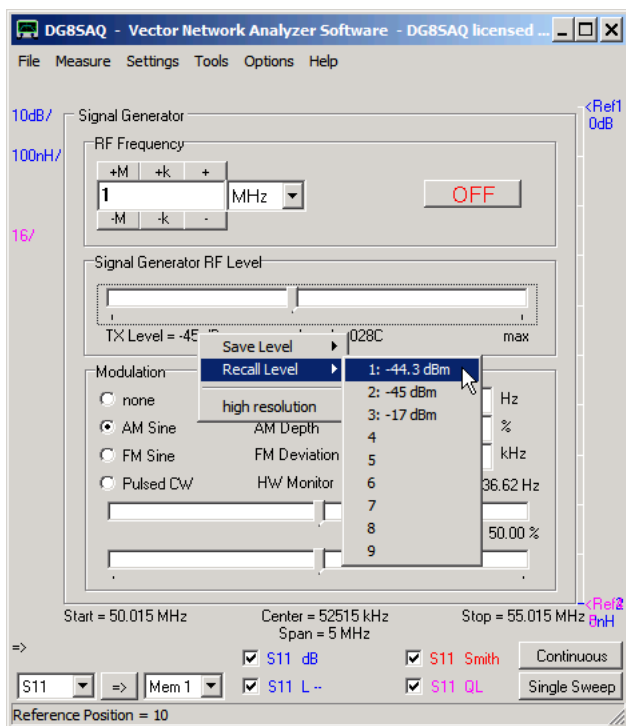 DG8SAQ - Vector Network Analyzer Software - DG8SAQ licensed ...
File Measure Settings Tools Options Help
10dB/
Signal Generator
<Ref1
0dB
RF Frequency
100nH/
+M +k +
1
MHz
OFF
-M -k -
16/
Signal Generator RF Level
TX Level = -45
028C
max
Save Level
Recall Level
high resolution
1: -44.3 dBm
2: -45 dBm
3: -17 dBm
4
5
6
7
8
9
Modulation
none
Hz
AM Sine AM Depth %
FM Sine FM Deviation kHz
Pulsed CW HW Monitor 36.62 Hz
50.00 %
<Ref2
Start = 50.015 MHz Center = 52515 kHz Stop = 55.015 MHz
Span = 5 MHz
=>
S11 dB S11 Smith Continuous
S11 => Mem 1 S11 L -- S11 QL Single Sweep
Reference Position = 10